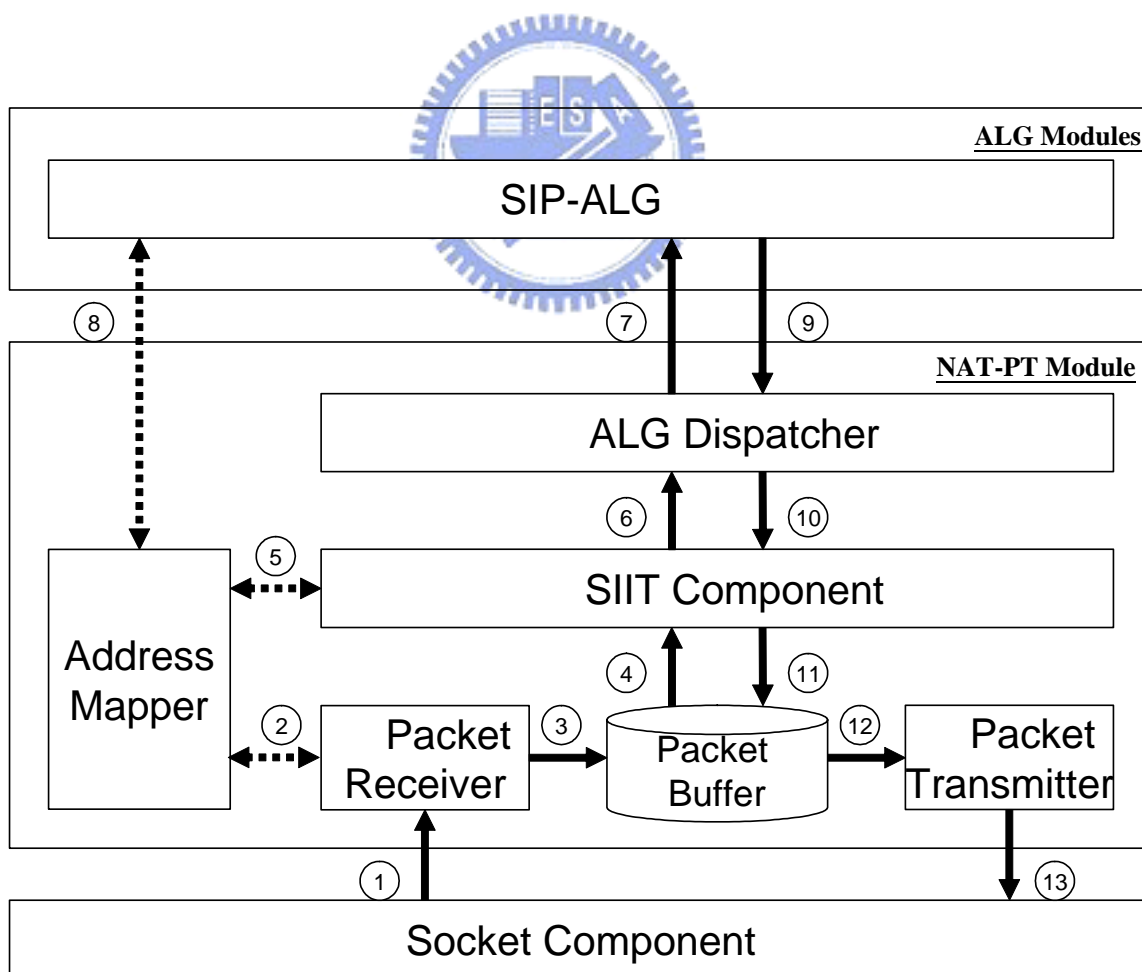 E S
ALG Modules
SIP-ALG
8
7
9
NAT-PT Module
ALG Dispatcher
6
10
5
SIIT Component
Address
Mapper
4
11
2
Packet
Receiver
3
Packet
Buffer
12
Packet
Transmitter
1
13
Socket Component